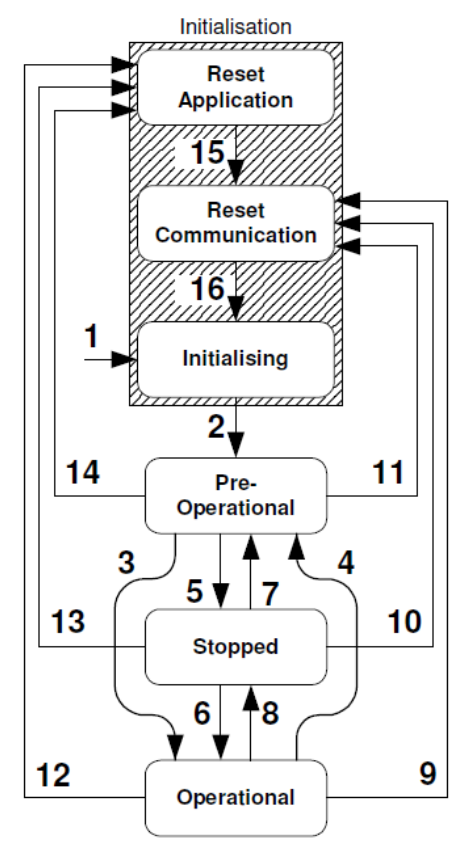 Initialisation
Reset
Application
15
Reset
Communication
16
1
Initialising
2
14
11
Pre-
Operational
3
4
5
7
13
10
Stopped
6
8
12
9
Operational